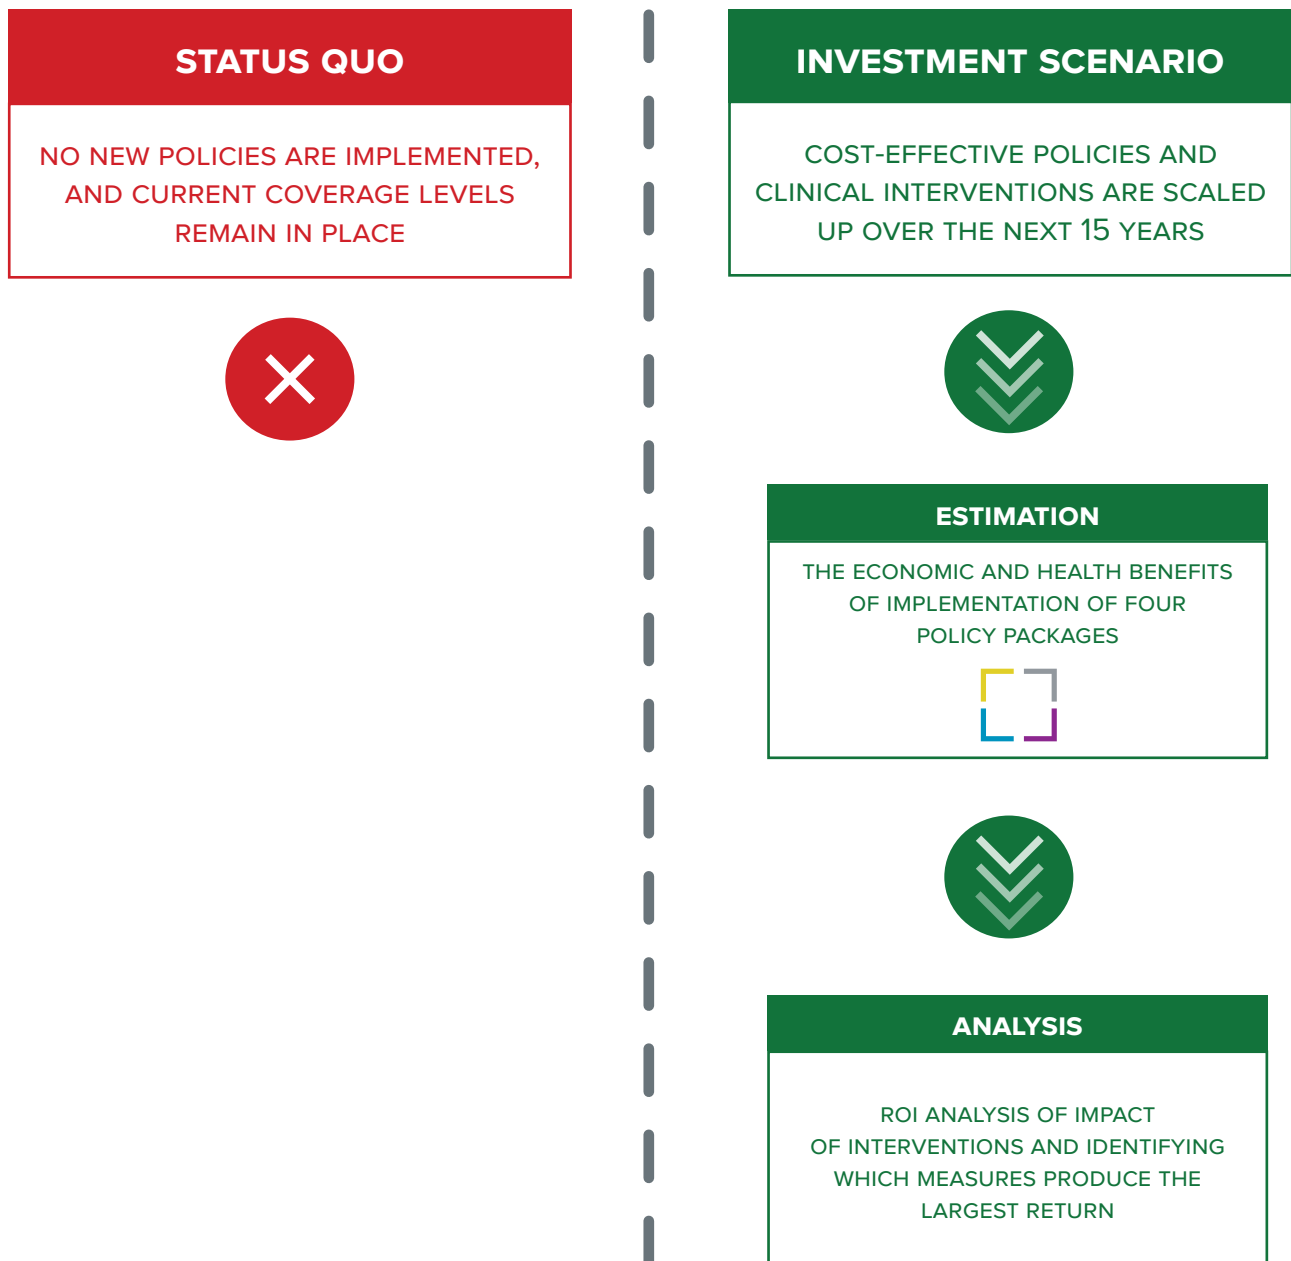 STATUS QUO
NO NEW POLICIES ARE IMPLEMENTED,
AND CURRENT COVERAGE LEVELS
REMAIN IN PLACE
INVESTMENT SCENARIO
COST-EFFECTIVE POLICIES AND
CLINICAL INTERVENTIONS ARE SCALED
UP OVER THE NEXT 15 YEARS
ESTIMATION
THE ECONOMIC AND HEALTH BENEFITS
OF IMPLEMENTATION OF FOUR
POLICY PACKAGES
ANALYSIS
ROI ANALYSIS OF IMPACT
OF INTERVENTIONS AND IDENTIFYING
WHICH MEASURES PRODUCE THE
LARGEST RETURN